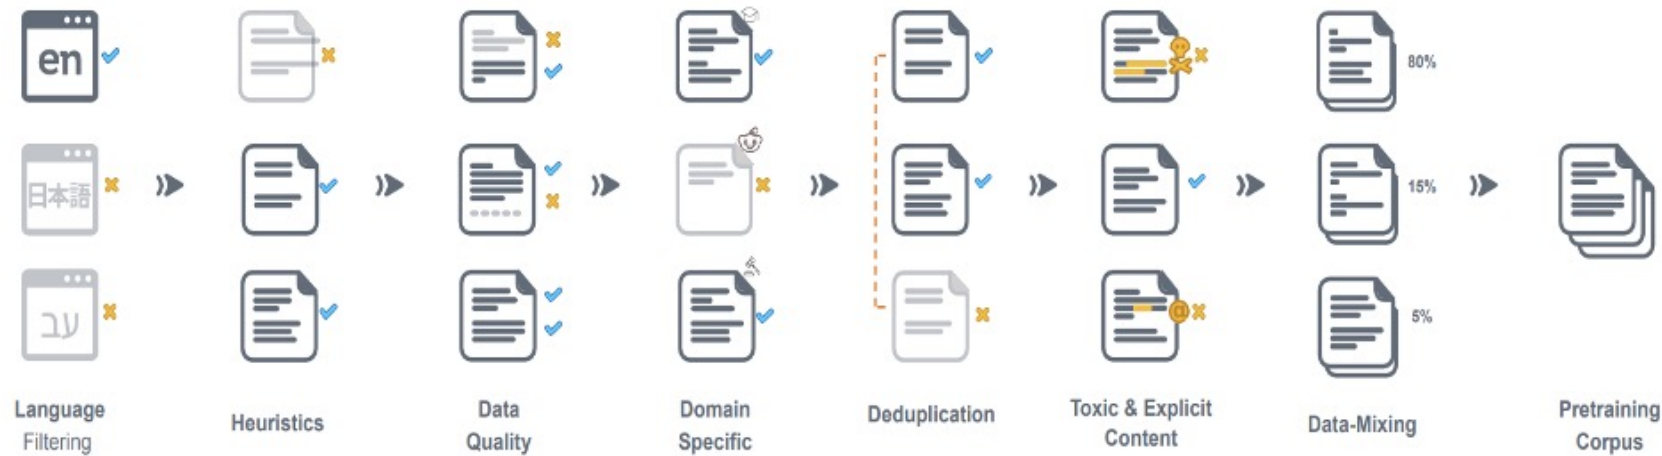 en
日本語
עב
@
80%
15%
5%
Language
Filtering
Heuristics
Data
Quality
Domain
Specific
Deduplication
Toxic & Explicit
Content
Data-Mixing
Pretraining
Corpus